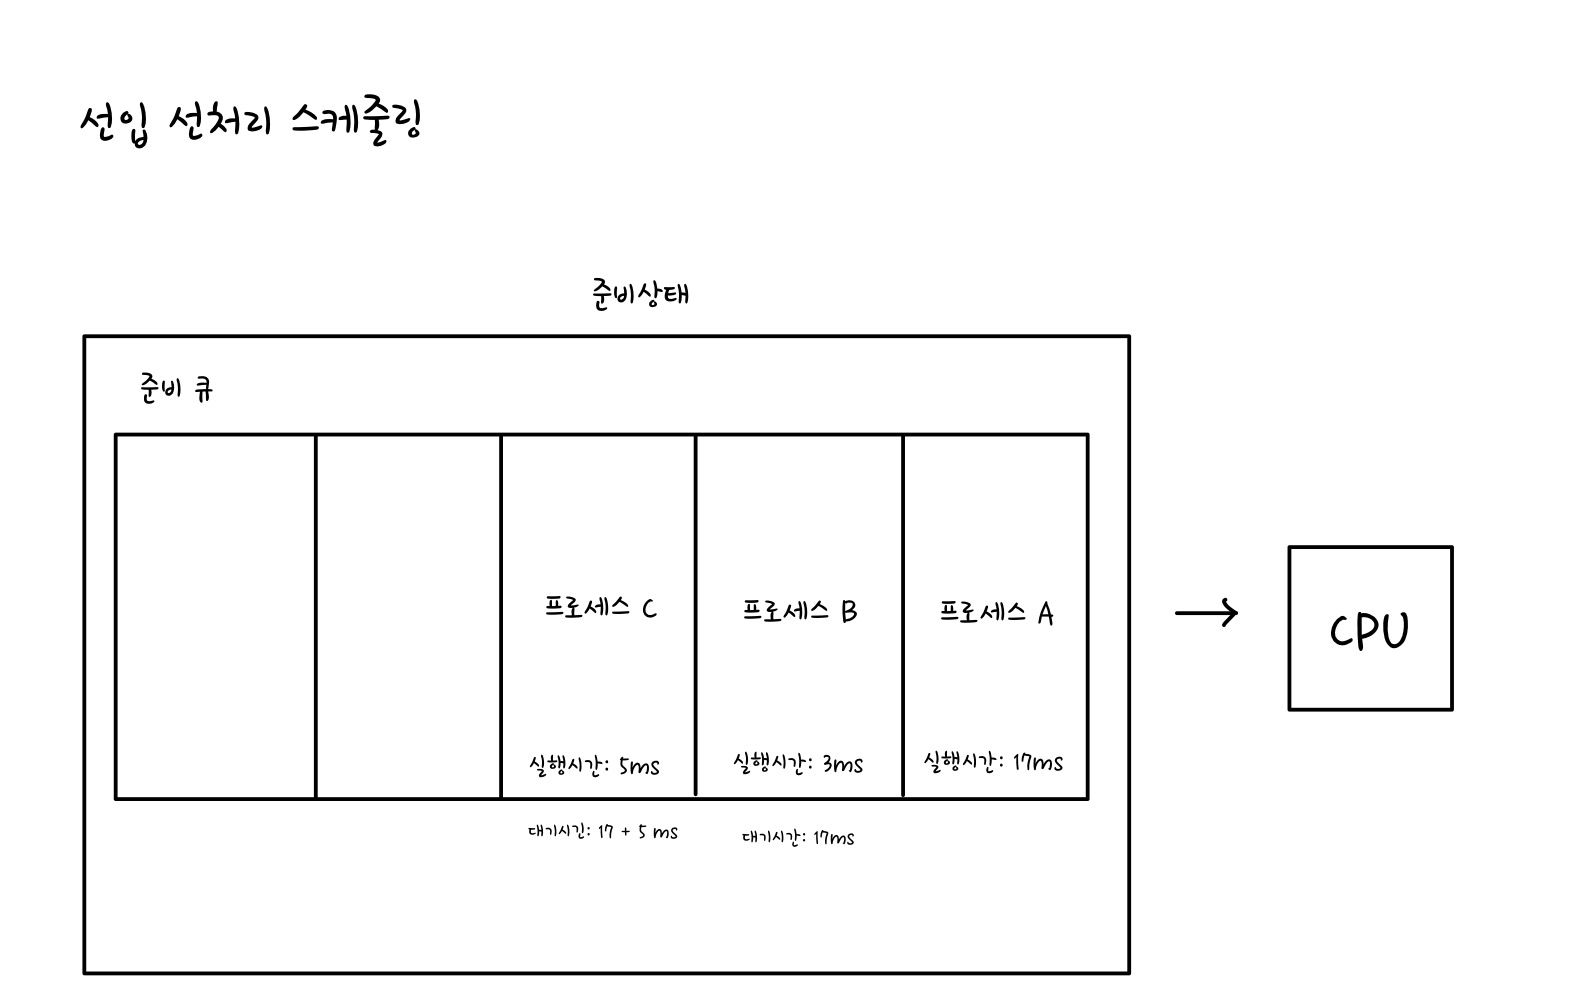 선입 선처리 스케줄링
준비상태
준비 큐
프로세스 C
프로세스 B
프로세스 A
CPU
실행시간: 5ms
실행시간: 3ms
실행시간: 17ms
대기시긴: 17 + 5 ms
대기시간: 17ms